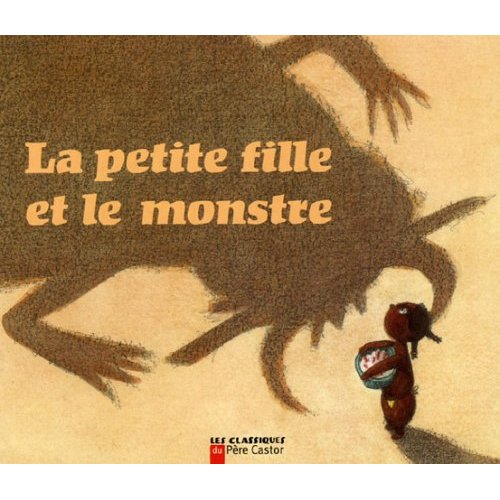 La petite fille
et le monstre
LES CLASSIQUES
du Père Castor